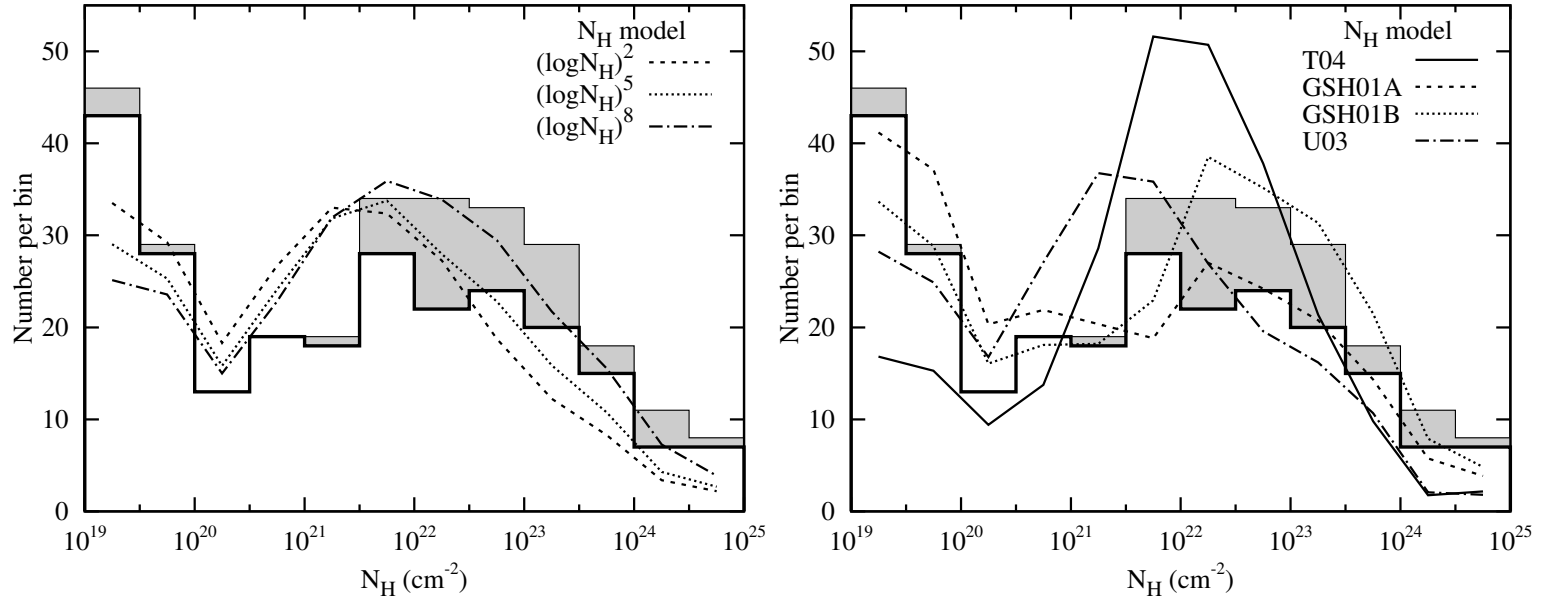 Number per bin
50
40
30
20
10
0
N_H model
(logN_H)^2
(logN_H)^5
(logN_H)^8
10^19
10^20
10^21
10^22
10^23
10^24
10^25
N_H (cm^-2)
Number per bin
50
40
30
20
10
0
N_H model
T04
GSH01A
GSH01B
U03
10^19
10^20
10^21
10^22
10^23
10^24
10^25
N_H (cm^-2)